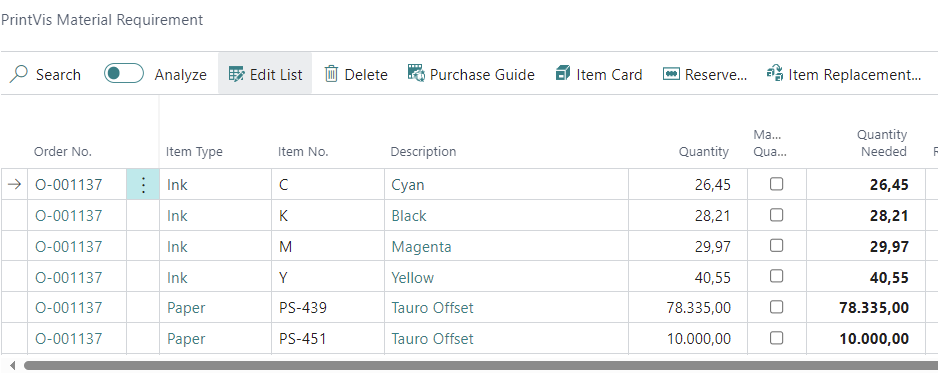 PrintVis Material Requirement
Search Analyze Edit List Delete Purchase Guide Item Card Reserve... Item Replacement...
Order No. Item Type Item No. Description Quantity Ma... Qua... Quantity Needed R
O-001137 Ink C Cyan 26,45 26,45
O-001137 Ink K Black 28,21 28,21
O-001137 Ink M Magenta 29,97 29,97
O-001137 Ink Y Yellow 40,55 40,55
O-001137 Paper PS-439 Tauro Offset 78.335,00 78.335,00
O-001137 Paper PS-451 Tauro Offset 10.000,00 10.000,00